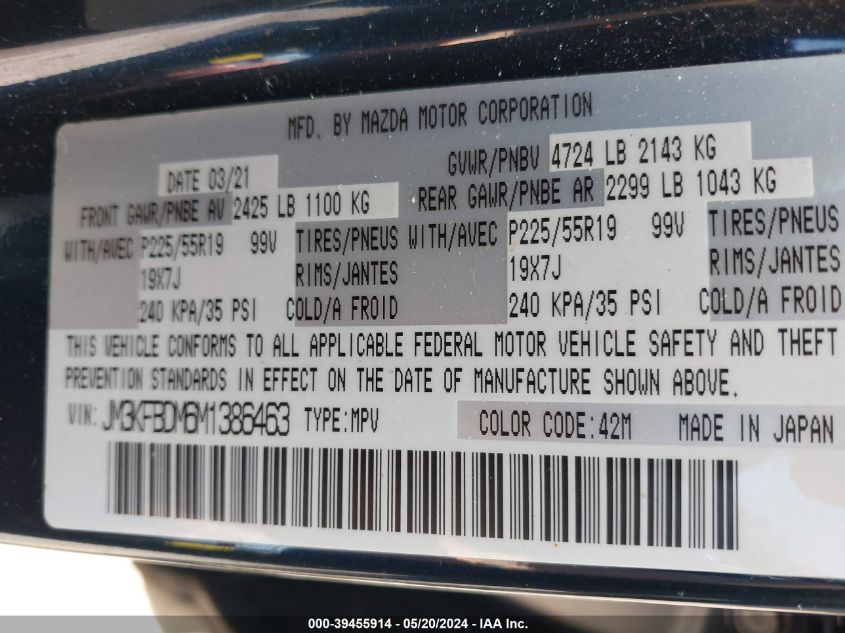 MFD. BY MAZDA MOTOR CORPORATION
DATE 03/21 GVWR/PNBV 4724 LB 2143 KG
FRONT GAWR/PNBE AV 2425 LB 1100 KG REAR GAWR/PNBE AR 2299 LB 1043 KG
WITH/AVEC P225/55R19 99V TIRES/PNEUS WITH/AVEC P225/55R19 99V TIRES/PNEUS
19X7J RIMS/JANTES 19X7J RIMS/JANTES
240 KPA/35 PSI COLD/A FROID 240 KPA/35 PSI COLD/A FROID
THIS VEHICLE CONFORMS TO ALL APPLICABLE FEDERAL MOTOR VEHICLE SAFETY AND THEFT
PREVENTION STANDARDS IN EFFECT ON THE DATE OF MANUFACTURE SHOWN ABOVE.
VIN: JM3KFBDM6M1386463 TYPE:MPV COLOR CODE:42M MADE IN JAPAN
000-39455914 - 05/20/2024 - IAA Inc.